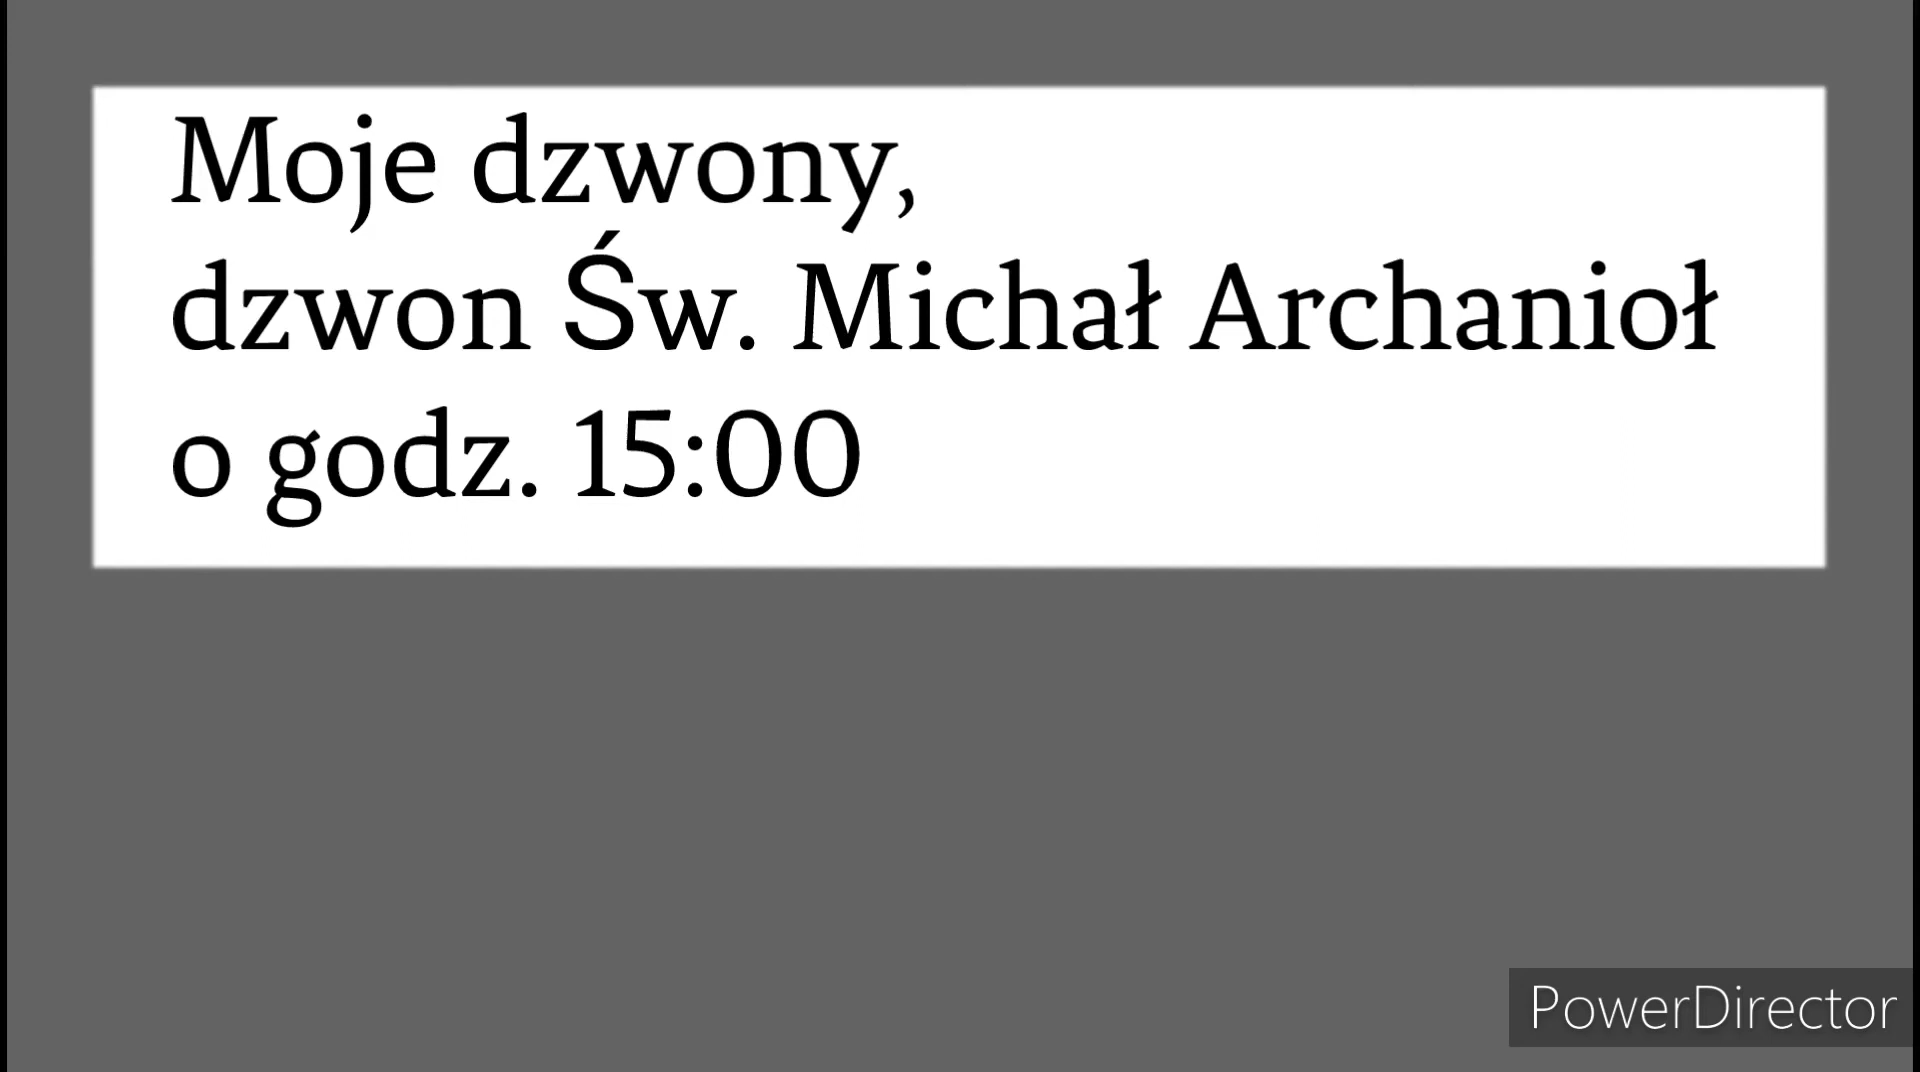 Moje dzwony,
dzwon Św. Michał Archanioł
o godz. 15:00
PowerDirector